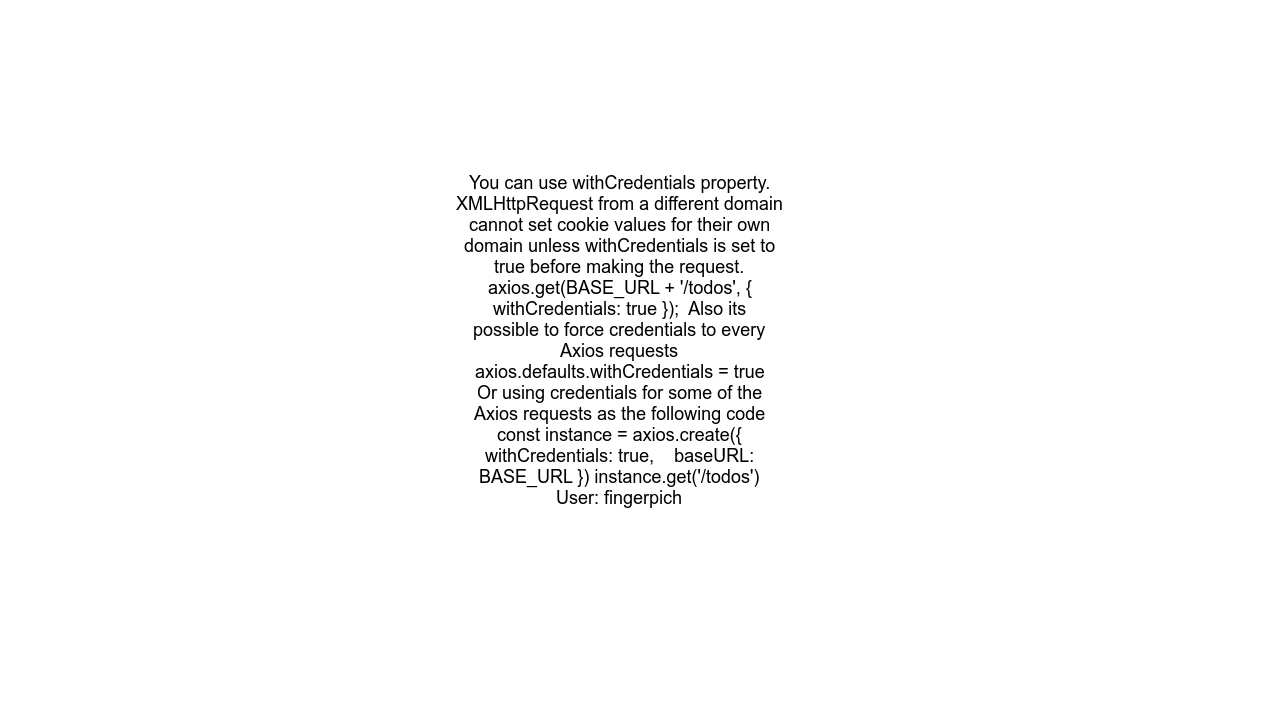 You can use withCredentials property.
XMLHttpRequest from a different domain
cannot set cookie values for their own
domain unless withCredentials is set to
true before making the request.
axios.get(BASE_URL + '/todos', {
withCredentials: true });  Also its
possible to force credentials to every
Axios requests
axios.defaults.withCredentials = true
Or using credentials for some of the
Axios requests as the following code
const instance = axios.create({
withCredentials: true,    baseURL:
BASE_URL }) instance.get('/todos')
User: fingerpich